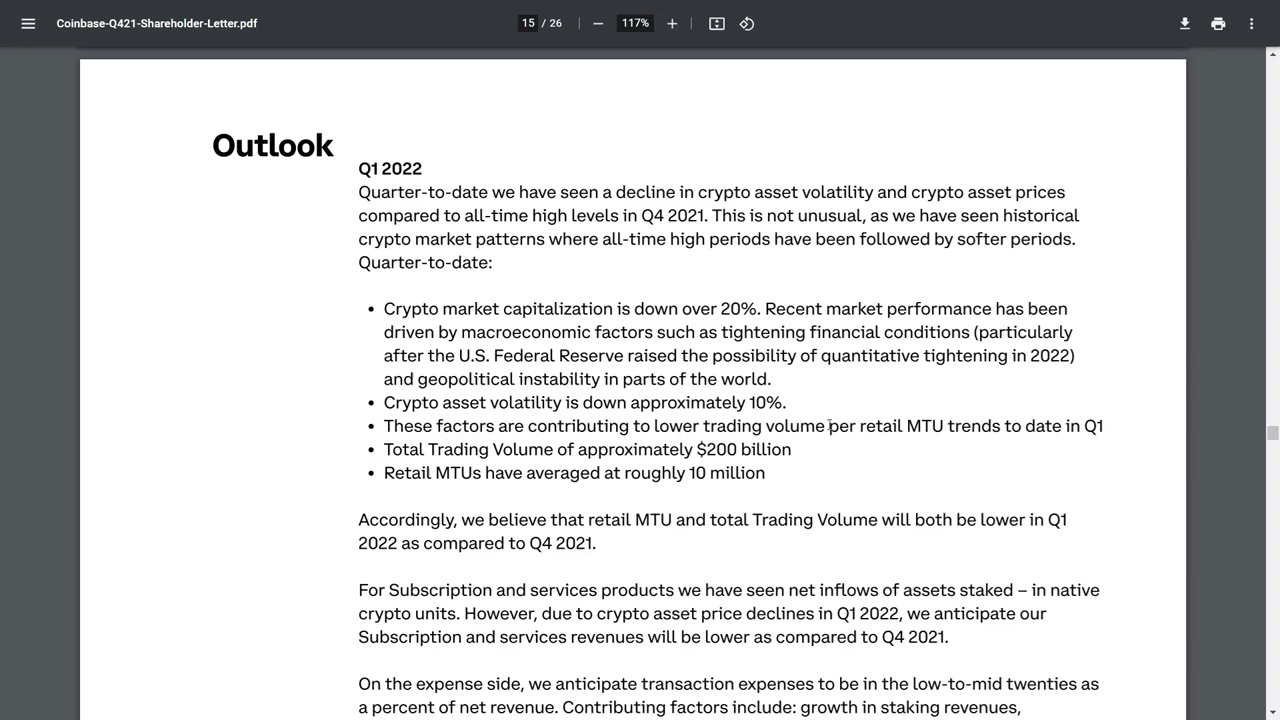 Coinbase-Q421-Shareholder-Letter.pdf
15 / 26
117%
Outlook
Q1 2022
Quarter-to-date we have seen a decline in crypto asset volatility and crypto asset prices
compared to all-time high levels in Q4 2021. This is not unusual, as we have seen historical
crypto market patterns where all-time high periods have been followed by softer periods.
Quarter-to-date:
• Crypto market capitalization is down over 20%. Recent market performance has been
driven by macroeconomic factors such as tightening financial conditions (particularly
after the U.S. Federal Reserve raised the possibility of quantitative tightening in 2022)
and geopolitical instability in parts of the world.
• Crypto asset volatility is down approximately 10%.
• These factors are contributing to lower trading volume per retail MTU trends to date in Q1
• Total Trading Volume of approximately $200 billion
• Retail MTUs have averaged at roughly 10 million
Accordingly, we believe that retail MTU and total Trading Volume will both be lower in Q1
2022 as compared to Q4 2021.
For Subscription and services products we have seen net inflows of assets staked – in native
crypto units. However, due to crypto asset price declines in Q1 2022, we anticipate our
Subscription and services revenues will be lower as compared to Q4 2021.
On the expense side, we anticipate transaction expenses to be in the low-to-mid twenties as
a percent of net revenue. Contributing factors include: growth in staking revenues,